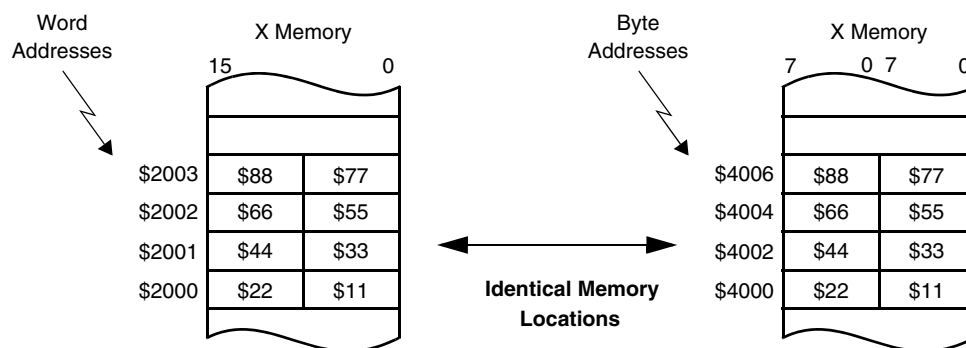 Word
Addresses
X Memory
15 0
$2003 $88 $77
$2002 $66 $55
$2001 $44 $33
$2000 $22 $11
Identical Memory
Locations
Byte
Addresses
X Memory
7 0 7 0
$4006 $88 $77
$4004 $66 $55
$4002 $44 $33
$4000 $22 $11